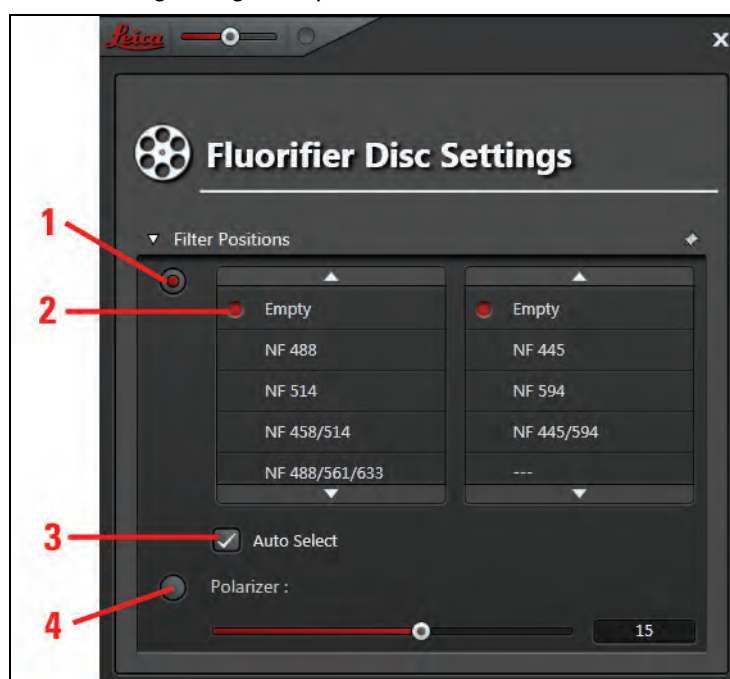 Leica
X
Fluorifier Disc Settings
1
Filter Positions
2
Empty
Empty
NF 488
NF 445
NF 514
NF 594
NF 458/514
NF 445/594
NF 488/561/633
---
3
Auto Select
4
Polarizer :
15